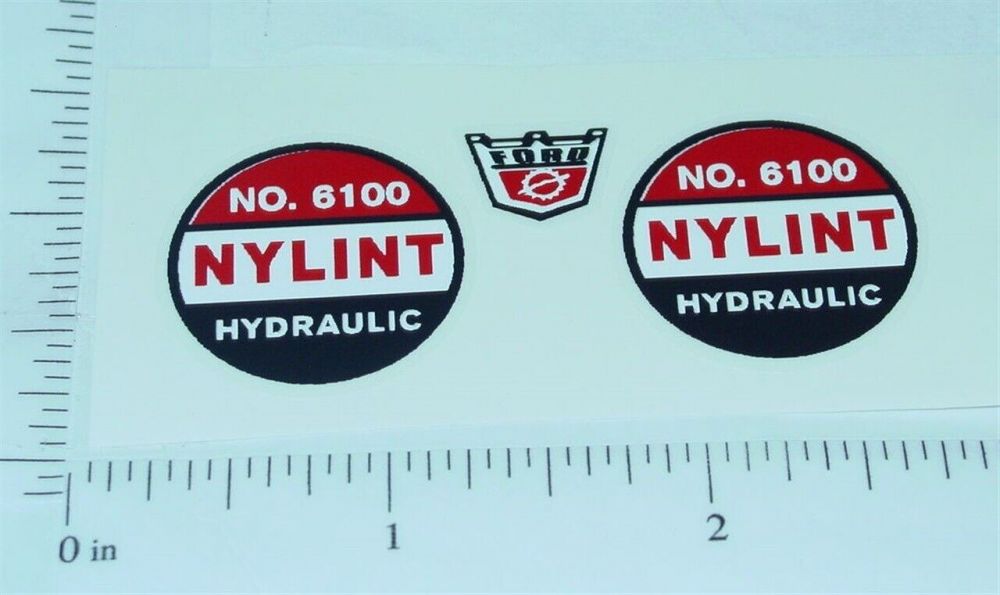 NO. 6100
NYLINT
HYDRAULIC
FORD
NO. 6100
NYLINT
HYDRAULIC
0 in
1
2